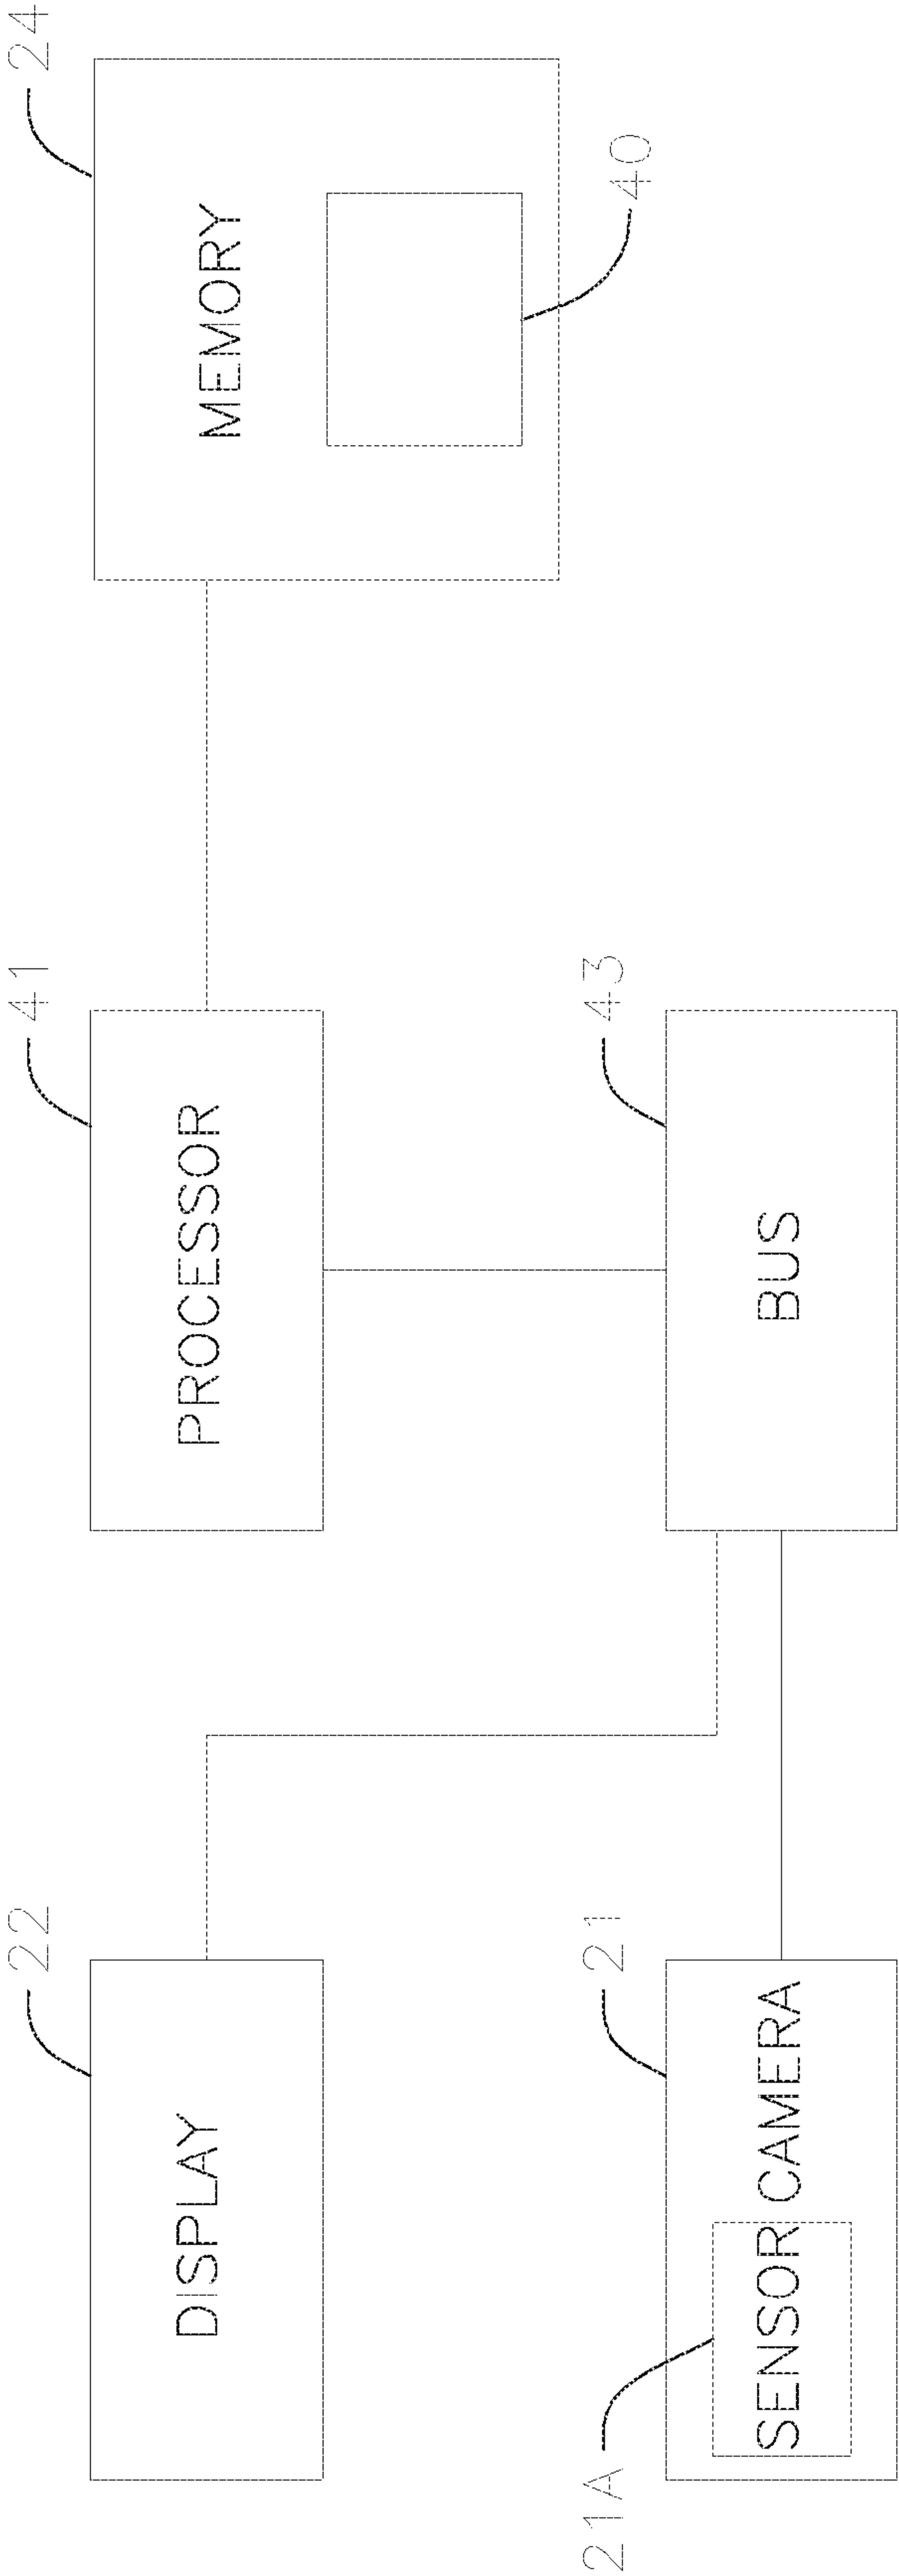 22
DISPLAY
41
PROCESSOR
24
MEMORY
40
21A
21
SENSOR CAMERA
43
BUS